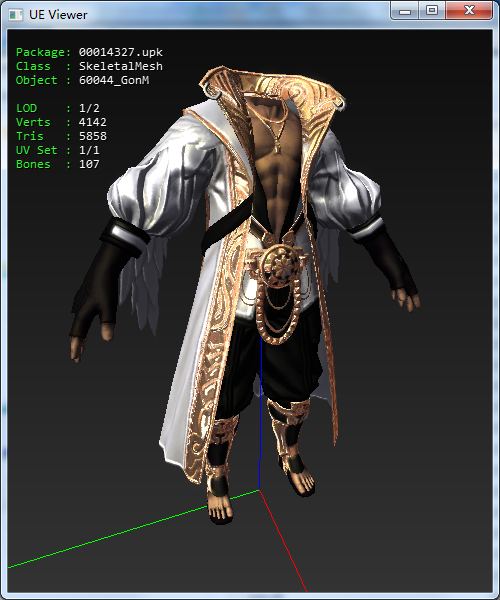 UE Viewer
Package: 00014327.upk
Class  : SkeletalMesh
Object : 60044_GonM
LOD    : 1/2
Verts  : 4142
Tris   : 5858
UV Set : 1/1
Bones  : 107